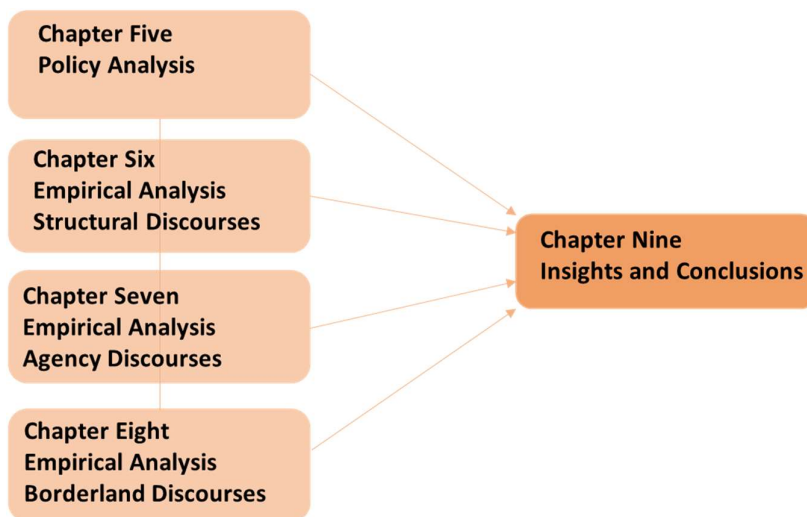 Chapter Five
Policy Analysis
Chapter Six
Empirical Analysis
Structural Discourses
Chapter Seven
Empirical Analysis
Agency Discourses
Chapter Eight
Empirical Analysis
Borderland Discourses
Chapter Nine
Insights and Conclusions